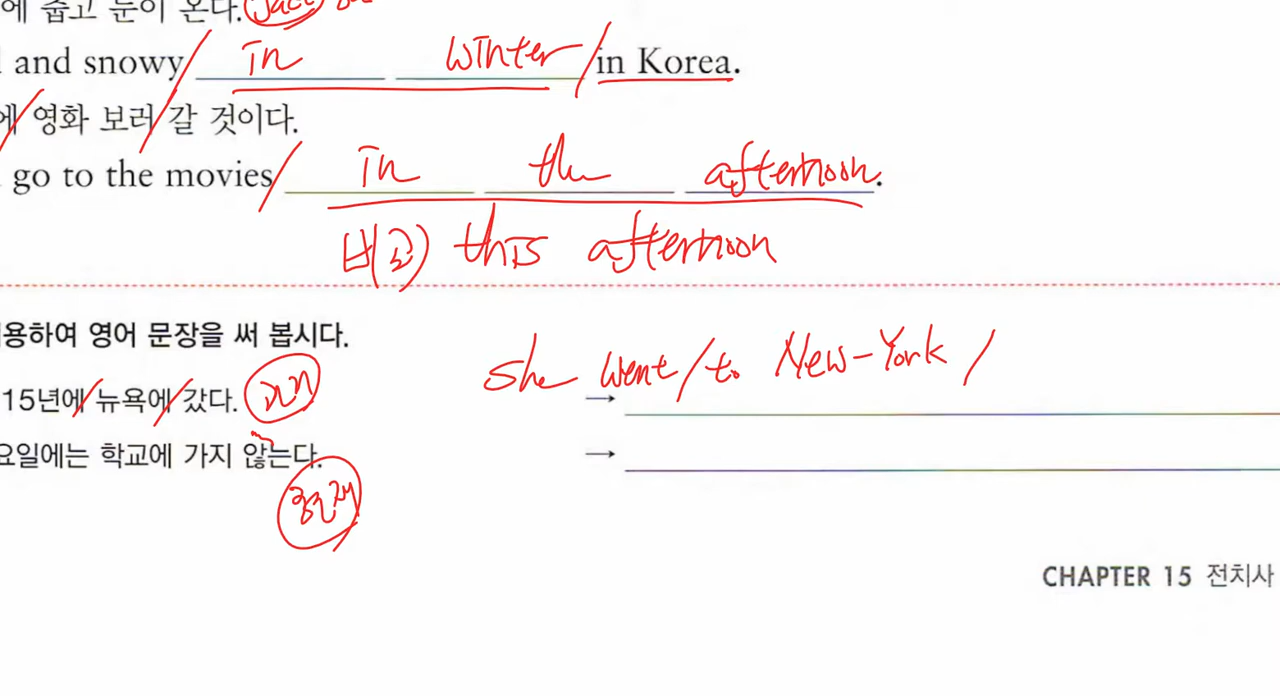 에 춥고 눈이 온다.
and snowy/ in winter /in Korea.
에/ 영화 보러/ 갈 것이다.
go to the movies/ in the afternoon.
비교) this afternoon
용하여 영어 문장을 써 봅시다.
She went/to New-York /
15년에/ 뉴욕에/ 갔다. 과거 →
요일에는 학교에 가지 않는다. →
현재
CHAPTER 15 전치사